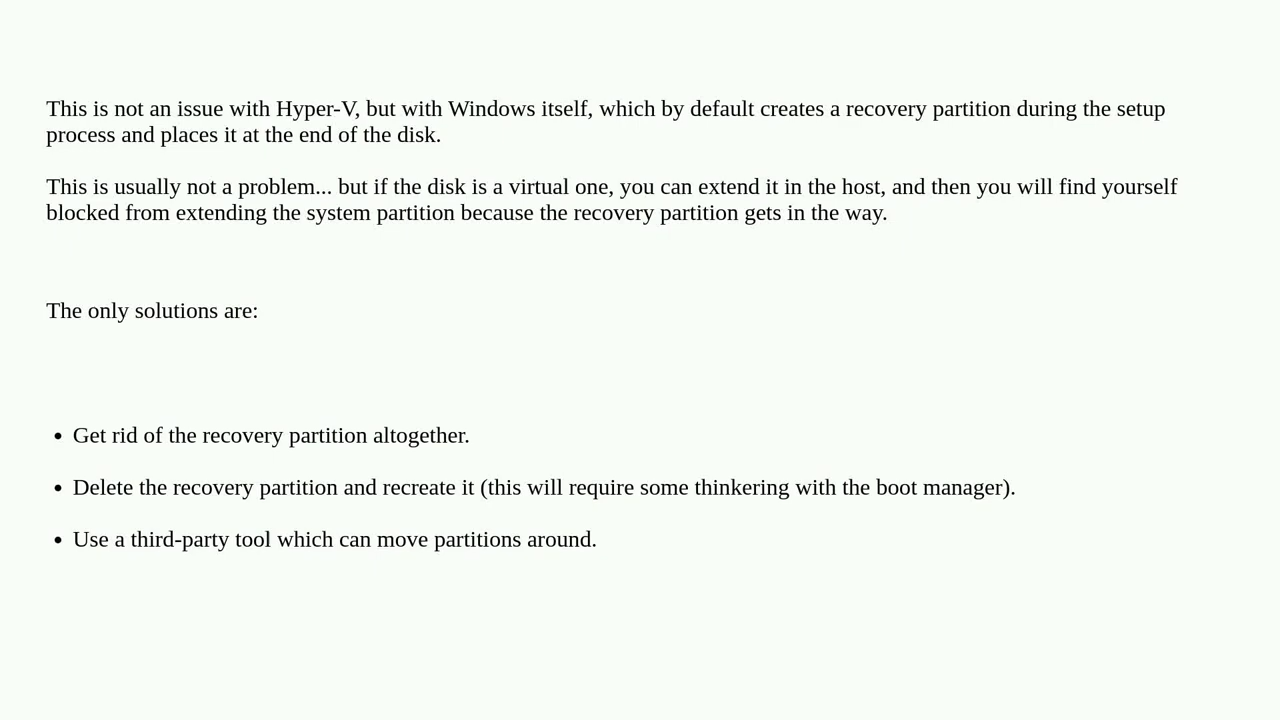 This is not an issue with Hyper-V, but with Windows itself, which by default creates a recovery partition during the setup
process and places it at the end of the disk.
This is usually not a problem... but if the disk is a virtual one, you can extend it in the host, and then you will find yourself
blocked from extending the system partition because the recovery partition gets in the way.
The only solutions are:
• Get rid of the recovery partition altogether.
• Delete the recovery partition and recreate it (this will require some thinkering with the boot manager).
• Use a third-party tool which can move partitions around.